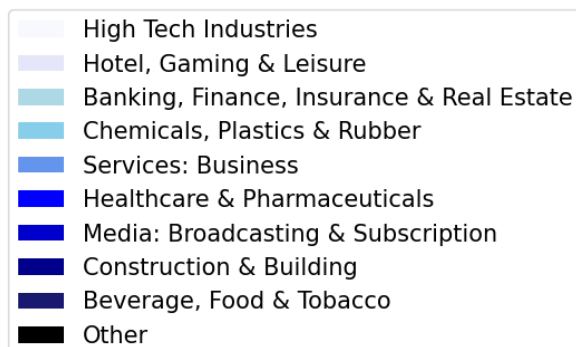 High Tech Industries
Hotel, Gaming & Leisure
Banking, Finance, Insurance & Real Estate
Chemicals, Plastics & Rubber
Services: Business
Healthcare & Pharmaceuticals
Media: Broadcasting & Subscription
Construction & Building
Beverage, Food & Tobacco
Other